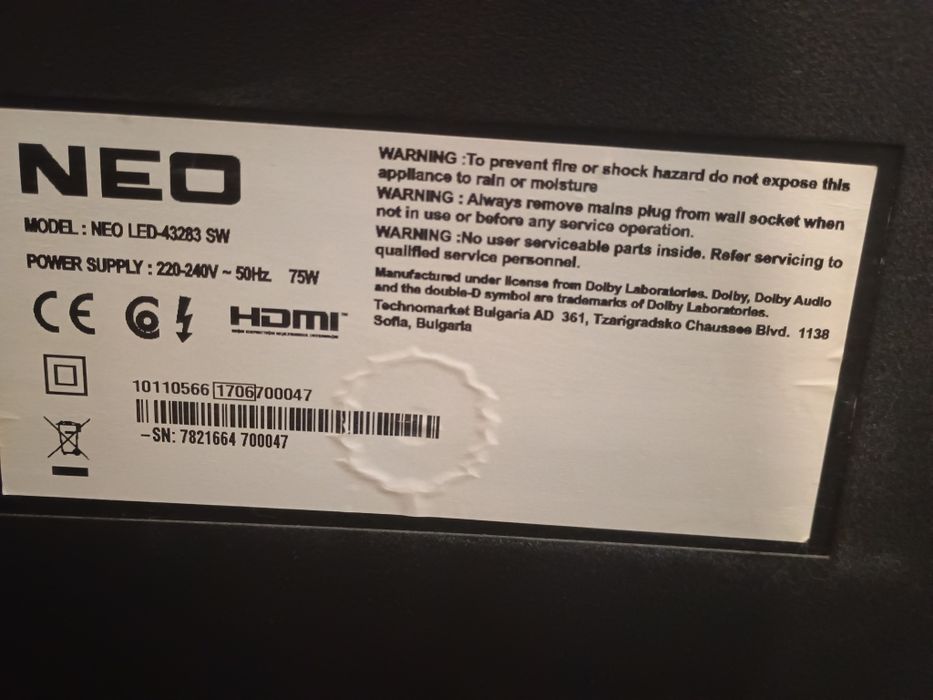 NEO
MODEL : NEO LED-43283 SW
POWER SUPPLY : 220-240V ~ 50Hz. 75W
CE
HDMI™
10110566 1706 700047
-SN: 7821664 700047
WARNING :To prevent fire or shock hazard do not expose this
appliance to rain or moisture
WARNING : Always remove mains plug from wall socket when
not in use or before any service operation.
WARNING :No user serviceable parts inside. Refer servicing to
qualified service personnel.
Manufactured under license from Dolby Laboratories. Dolby, Dolby Audio
and the double-D symbol are trademarks of Dolby Laboratories.
Technomarket Bulgaria AD 361, Tzarigradsko Chaussee Blvd. 1138
Sofia, Bulgaria